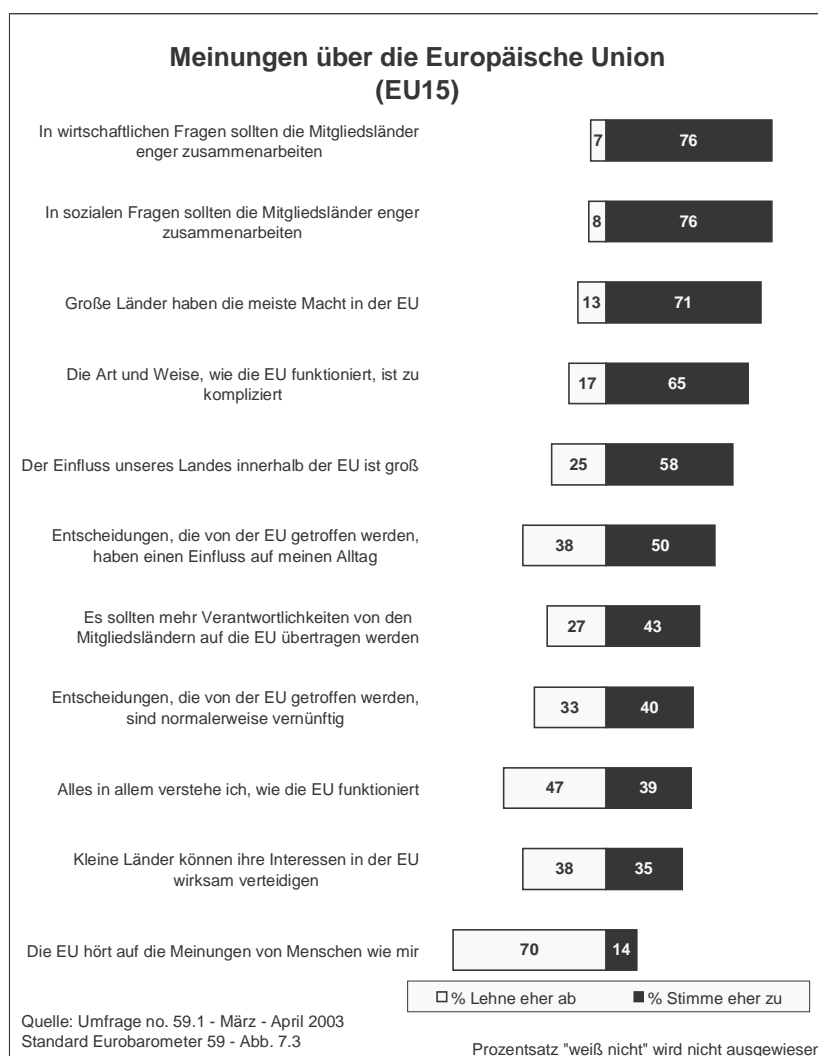 Meinungen über die Europäische Union
(EU15)
In wirtschaftlichen Fragen sollten die Mitgliedsländer
enger zusammenarbeiten
7 76
In sozialen Fragen sollten die Mitgliedsländer enger
zusammenarbeiten
8 76
Große Länder haben die meiste Macht in der EU
13 71
Die Art und Weise, wie die EU funktioniert, ist zu
kompliziert
17 65
Der Einfluss unseres Landes innerhalb der EU ist groß
25 58
Entscheidungen, die von der EU getroffen werden,
haben einen Einfluss auf meinen Alltag
38 50
Es sollten mehr Verantwortlichkeiten von den
Mitgliedsländern auf die EU übertragen werden
27 43
Entscheidungen, die von der EU getroffen werden,
sind normalerweise vernünftig
33 40
Alles in allem verstehe ich, wie die EU funktioniert
47 39
Kleine Länder können ihre Interessen in der EU
wirksam verteidigen
38 35
Die EU hört auf die Meinungen von Menschen wie mir
70 14
% Lehne eher ab % Stimme eher zu
Quelle: Umfrage no. 59.1 - März - April 2003
Standard Eurobarometer 59 - Abb. 7.3
Prozentsatz "weiß nicht" wird nicht ausgewiesen